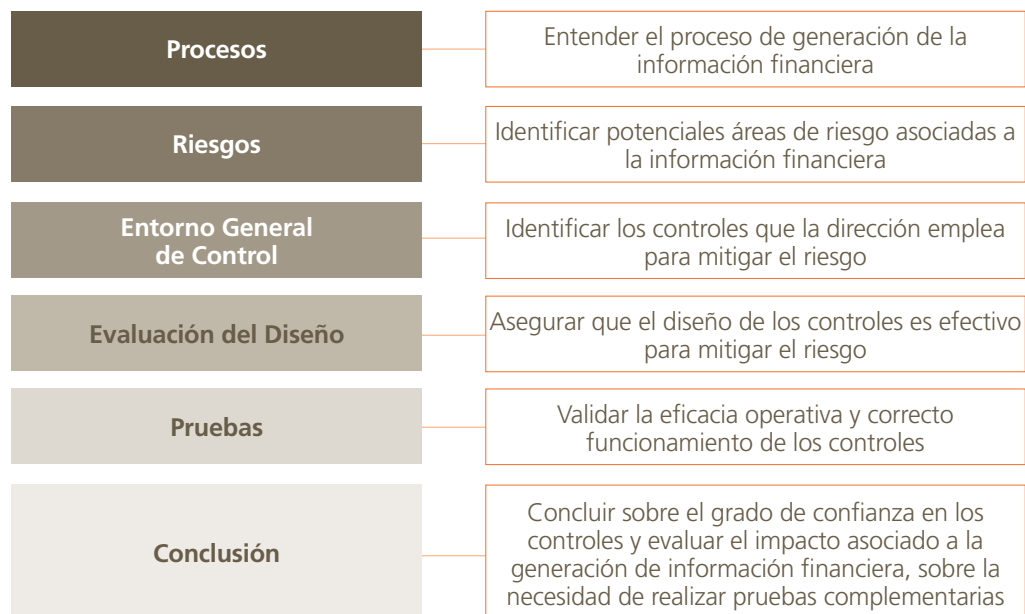 Procesos
Entender el proceso de generación de la
información financiera
Riesgos
Identificar potenciales áreas de riesgo asociadas a
la información financiera
Entorno General
de Control
Identificar los controles que la dirección emplea
para mitigar el riesgo
Evaluación del Diseño
Asegurar que el diseño de los controles es efectivo
para mitigar el riesgo
Pruebas
Validar la eficacia operativa y correcto
funcionamiento de los controles
Conclusión
Concluir sobre el grado de confianza en los
controles y evaluar el impacto asociado a la
generación de información financiera, sobre la
necesidad de realizar pruebas complementarias